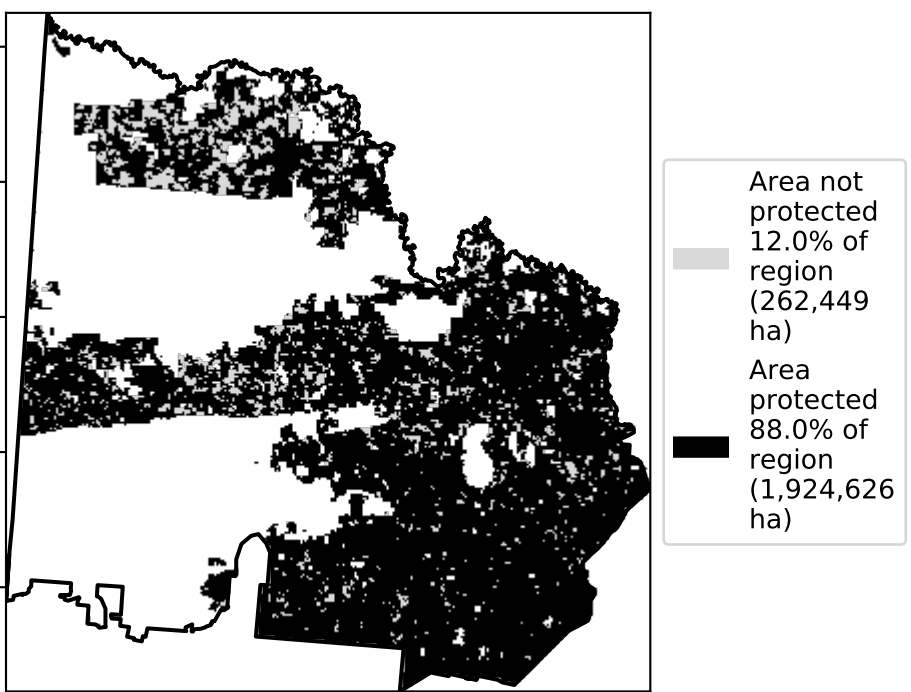 Area not
protected
12.0% of
region
(262,449
ha)
Area
protected
88.0% of
region
(1,924,626
ha)